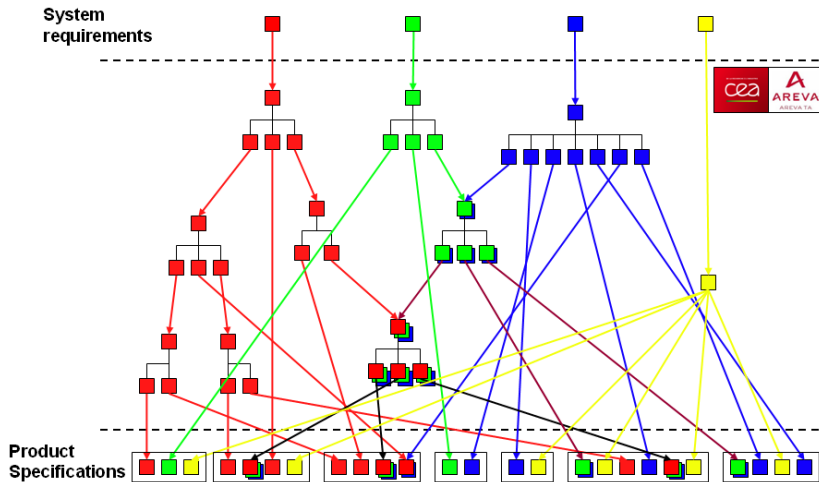 System
requirements
cea
A
AREVA
AREVA TA
Product
Specifications